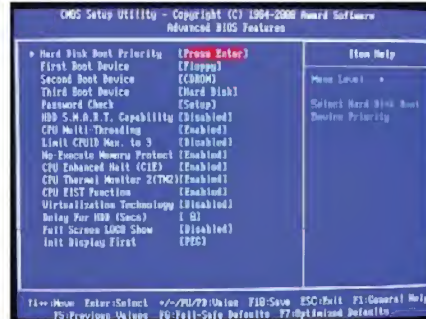 CMOS Setup Utility - Copyright (C) 1984-2008 Award Software
Advanced BIOS Features
Hard Disk Boot Priority [Press Enter]
First Boot Device [Floppy]
Second Boot Device [CDROM]
Third Boot Device [Hard Disk]
Password Check [Setup]
HDD S.M.A.R.T. Capability [Disabled]
CPU Multi-Threading [Enabled]
Limit CPUID Max. to 3 [Disabled]
No-Execute Memory Protect [Enabled]
CPU Enhanced Halt (C1E) [Enabled]
CPU Thermal Monitor 2(TM2)[Enabled]
CPU EIST Function [Enabled]
Virtualization Technology [Disabled]
Delay For HDD (Secs) [ 0]
Full Screen LOGO Show [Disabled]
Init Display First [PEG]
Item Help
Menu Level
Select Hard Disk Boot
Device Priority
↑↓→←:Move Enter:Select +/-/PU/PD:Value F10:Save ESC:Exit F1:General Help
F5:Previous Values F6:Fail-Safe Defaults F7:Optimized Defaults